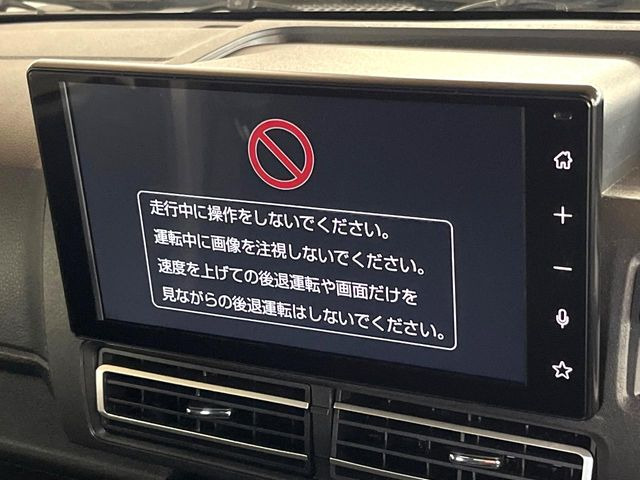 走行中に操作をしないでください。
運転中に画像を注視しないでください。
速度を上げての後退運転や画面だけを
見ながらの後退運転はしないでください。